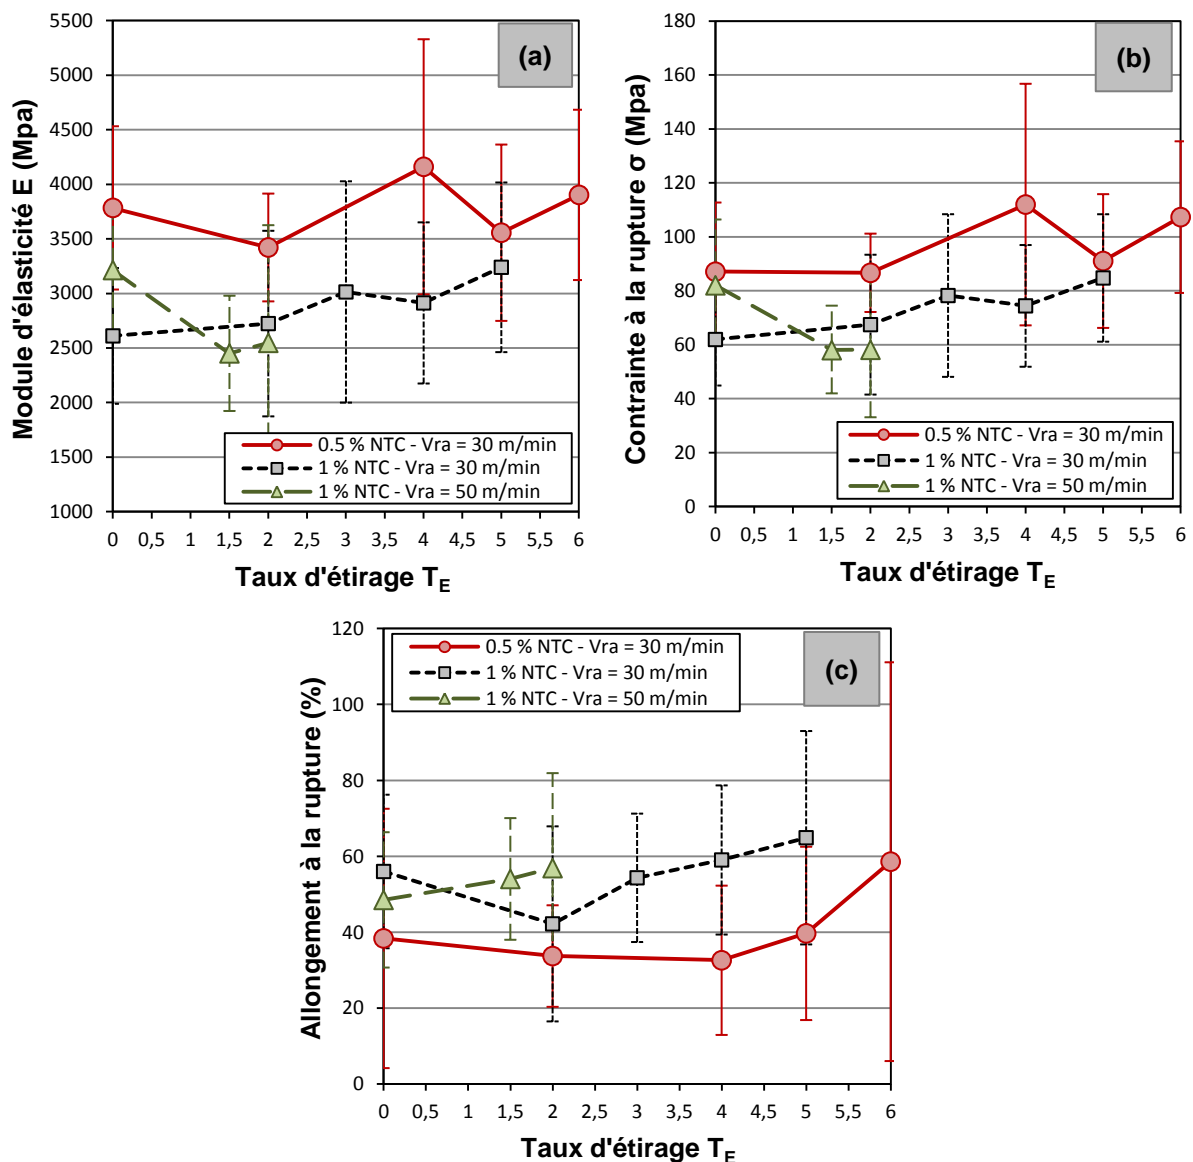 (a)
Module d'élasticité E (Mpa)
5500
5000
4500
4000
3500
3000
2500
2000
1500
1000
0.5 % NTC - Vra = 30 m/min
1 % NTC - Vra = 30 m/min
1 % NTC - Vra = 50 m/min
0 0,5 1 1,5 2 2,5 3 3,5 4 4,5 5 5,5 6
Taux d'étirage TE
(b)
Contrainte à la rupture σ (Mpa)
180
160
140
120
100
80
60
40
20
0
0.5 % NTC - Vra = 30 m/min
1 % NTC - Vra = 30 m/min
1 % NTC - Vra = 50 m/min
0 0,5 1 1,5 2 2,5 3 3,5 4 4,5 5 5,5 6
Taux d'étirage TE
(c)
Allongement à la rupture (%)
120
100
80
60
40
20
0
0.5 % NTC - Vra = 30 m/min
1 % NTC - Vra = 30 m/min
1 % NTC - Vra = 50 m/min
0 0,5 1 1,5 2 2,5 3 3,5 4 4,5 5 5,5 6
Taux d'étirage TE